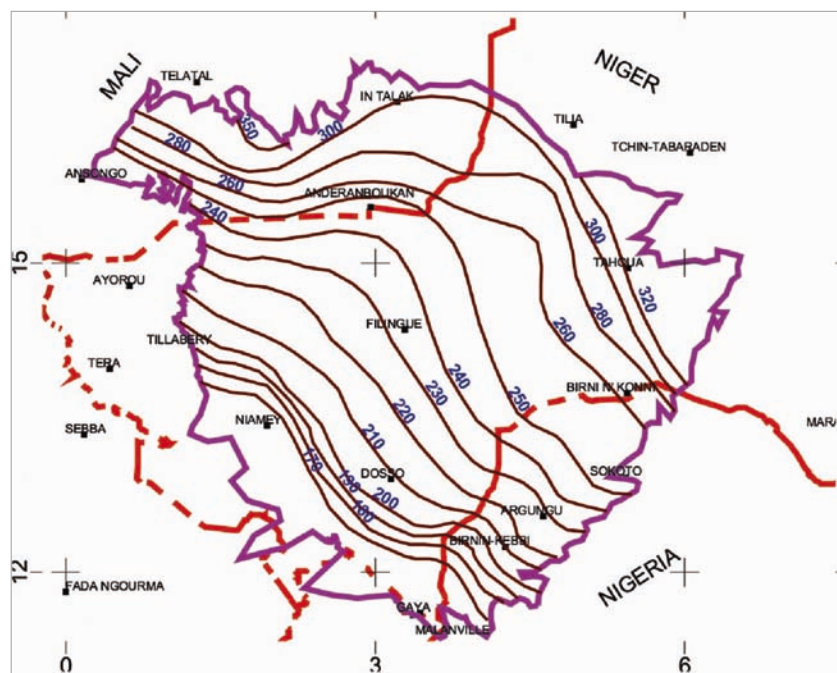 MALI
NIGER
TELATAL
IN TALAK
350
300
TILIA
280
TCHIN-TABARADEN
ANSONGO
260
ANDERANBOUKAN
240
300
15
TAHOUA
AYOROU
320
280
FILINGUE
260
TILLABERY
240
TERA
230
250
BIRNI N' KONNI
220
NIAMEY
MARA
SEBBA
210
170
190
DOSSO
SOKOTO
200
180
ARGUNGU
BIRNIN-KEBBI
12
NIGERIA
FADA NGOURMA
GAYA
MALANVILLE
0
3
6